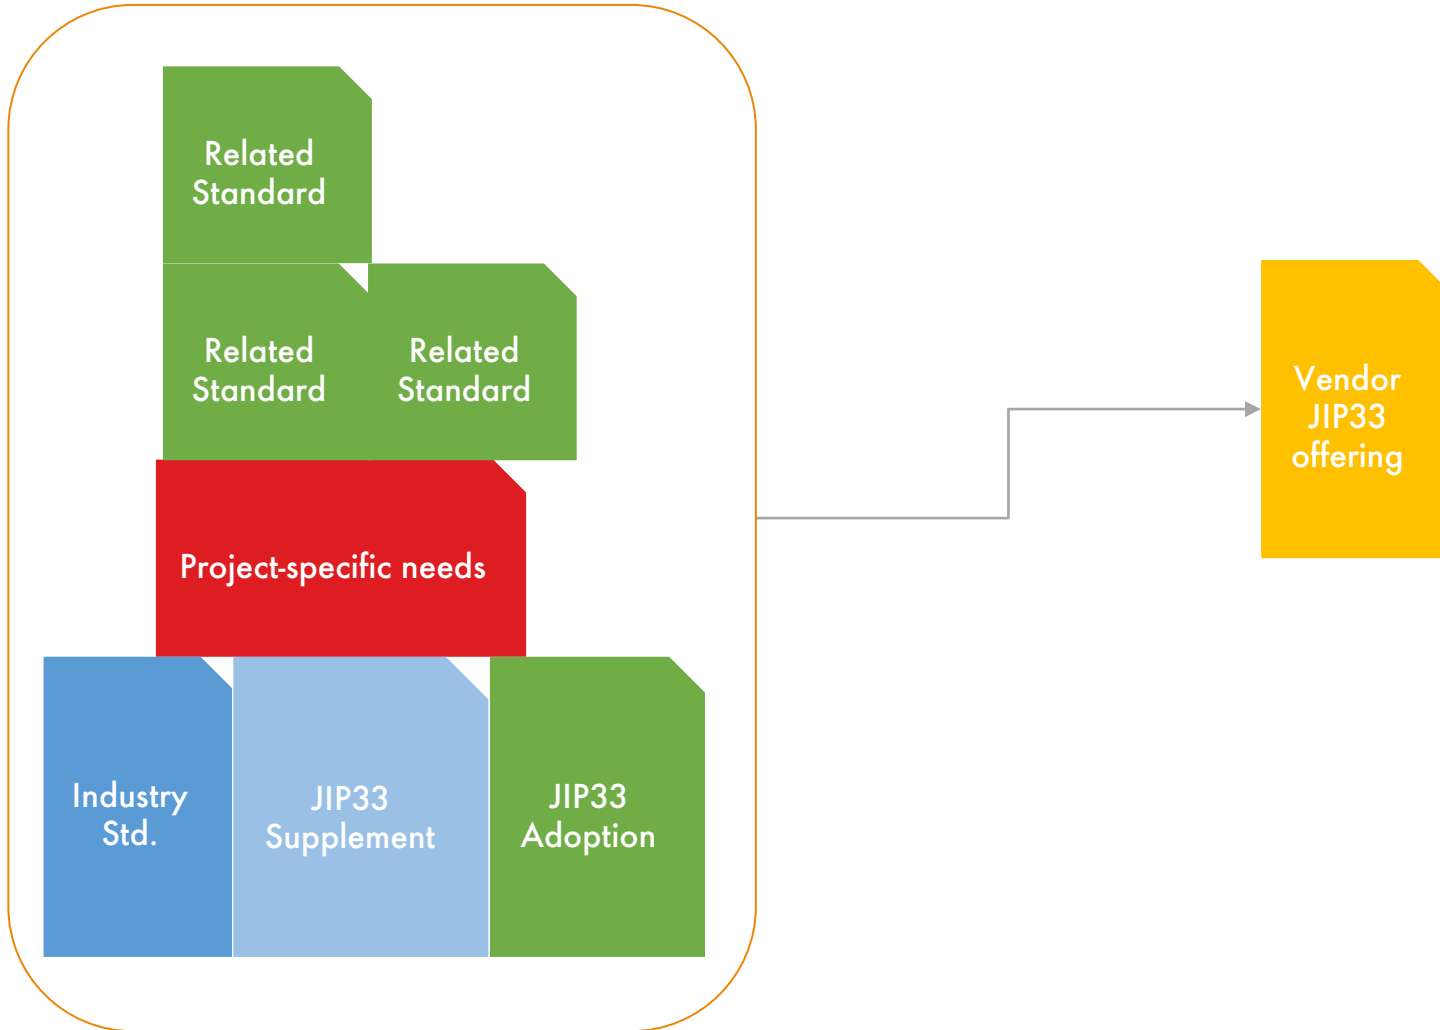 Related
Standard
Related
Standard
Related
Standard
Project-specific needs
Industry
Std.
JIP33
Supplement
JIP33
Adoption
Vendor
JIP33
offering